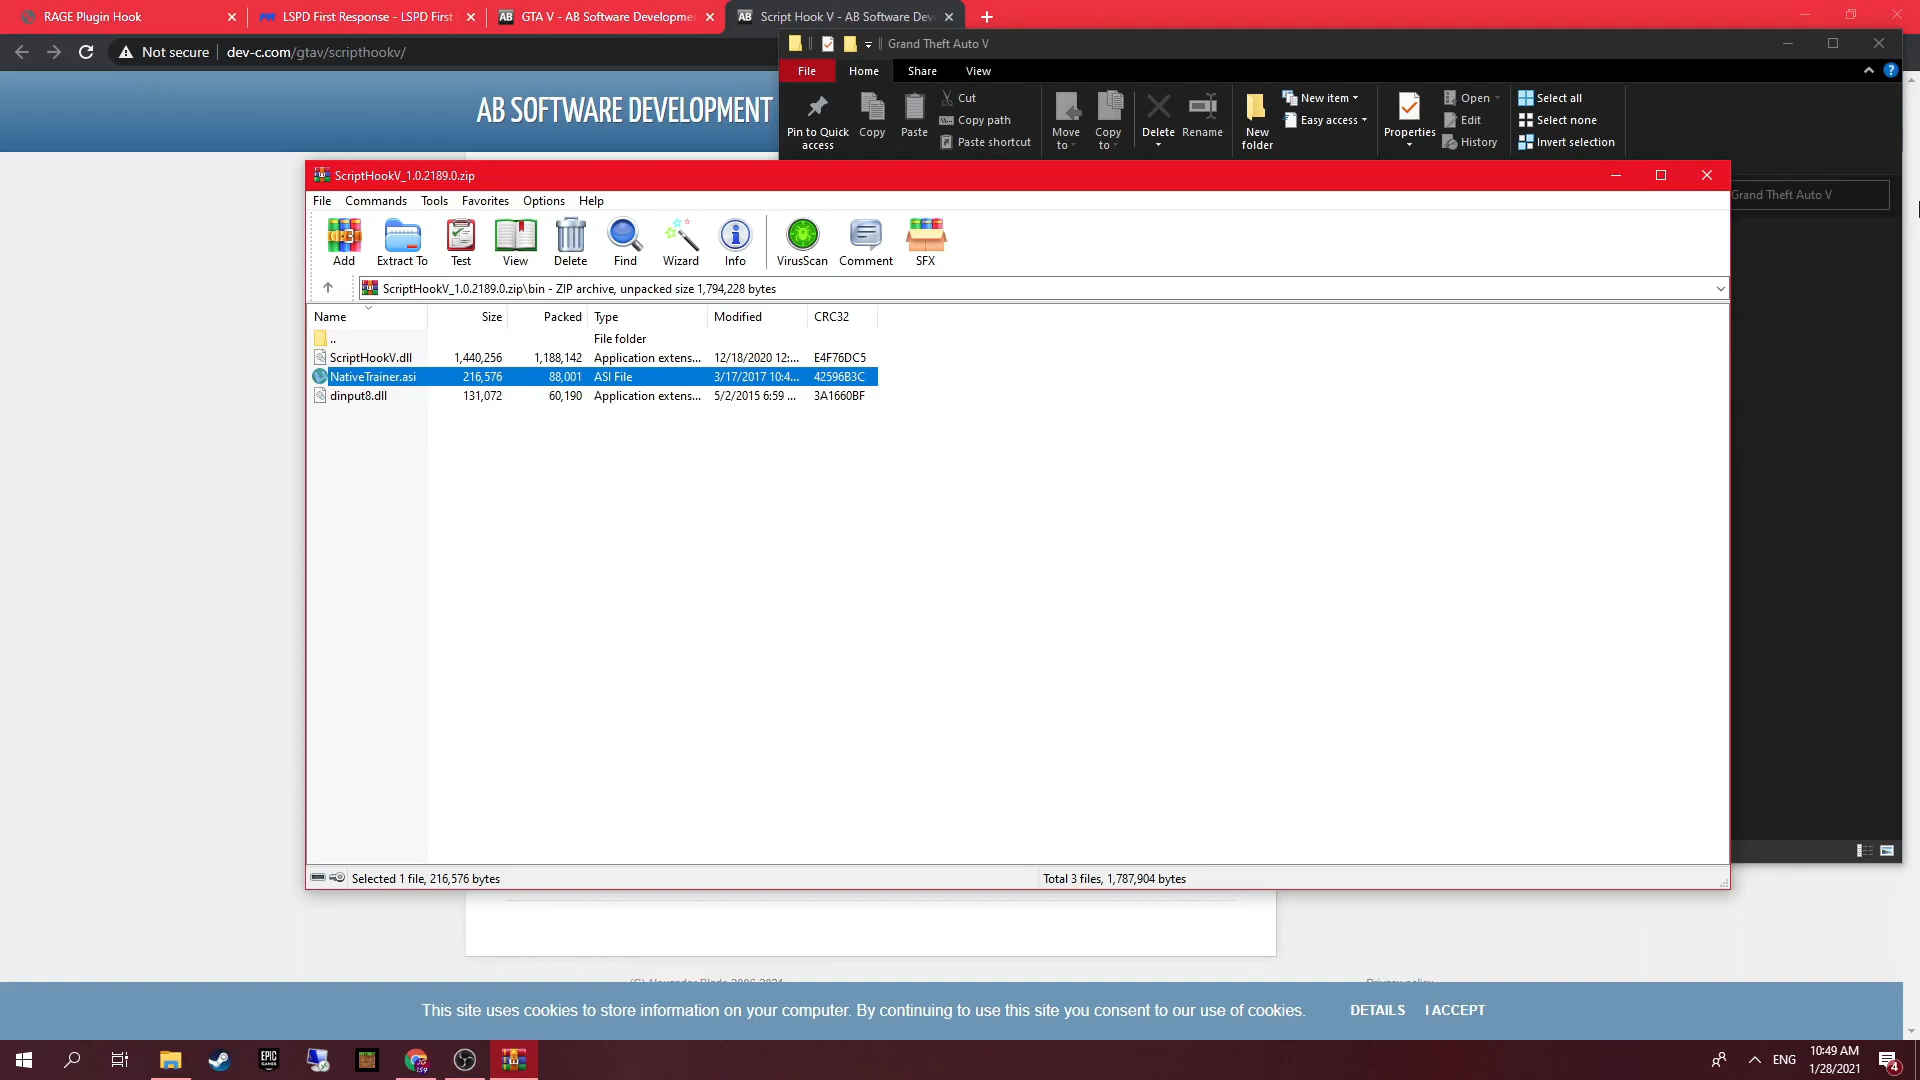 RAGE Plugin Hook
LSPD First Response - LSPD First
GTA V - AB Software Developme
Script Hook V - AB Software Dev
Not secure
dev-c.com/gtav/scripthookv/
Grand Theft Auto V
File
Home
Share
View
Pin to Quick access
Copy
Paste
Cut
Copy path
Paste shortcut
Move to
Copy to
Delete
Rename
New folder
New item
Easy access
Properties
Open
Edit
History
Select all
Select none
Invert selection
AB SOFTWARE DEVELOPMENT
Grand Theft Auto V
ScriptHookV_1.0.2189.0.zip
File Commands Tools Favorites Options Help
Add Extract To Test View Delete Find Wizard Info VirusScan Comment SFX
ScriptHookV_1.0.2189.0.zip\bin - ZIP archive, unpacked size 1,794,228 bytes
Name Size Packed Type Modified CRC32
.. File folder
ScriptHookV.dll 1,440,256 1,188,142 Application extens... 12/18/2020 12:... E4F76DC5
NativeTrainer.asi 216,576 88,001 ASI File 3/17/2017 10:4... 42596B3C
dinput8.dll 131,072 60,190 Application extens... 5/2/2015 6:59 ... 3A1660BF
Selected 1 file, 216,576 bytes
Total 3 files, 1,787,904 bytes
This site uses cookies to store information on your computer. By continuing to use this site you consent to our use of cookies. DETAILS I ACCEPT
EPIC GAMES
ENG
10:49 AM
1/28/2021
4